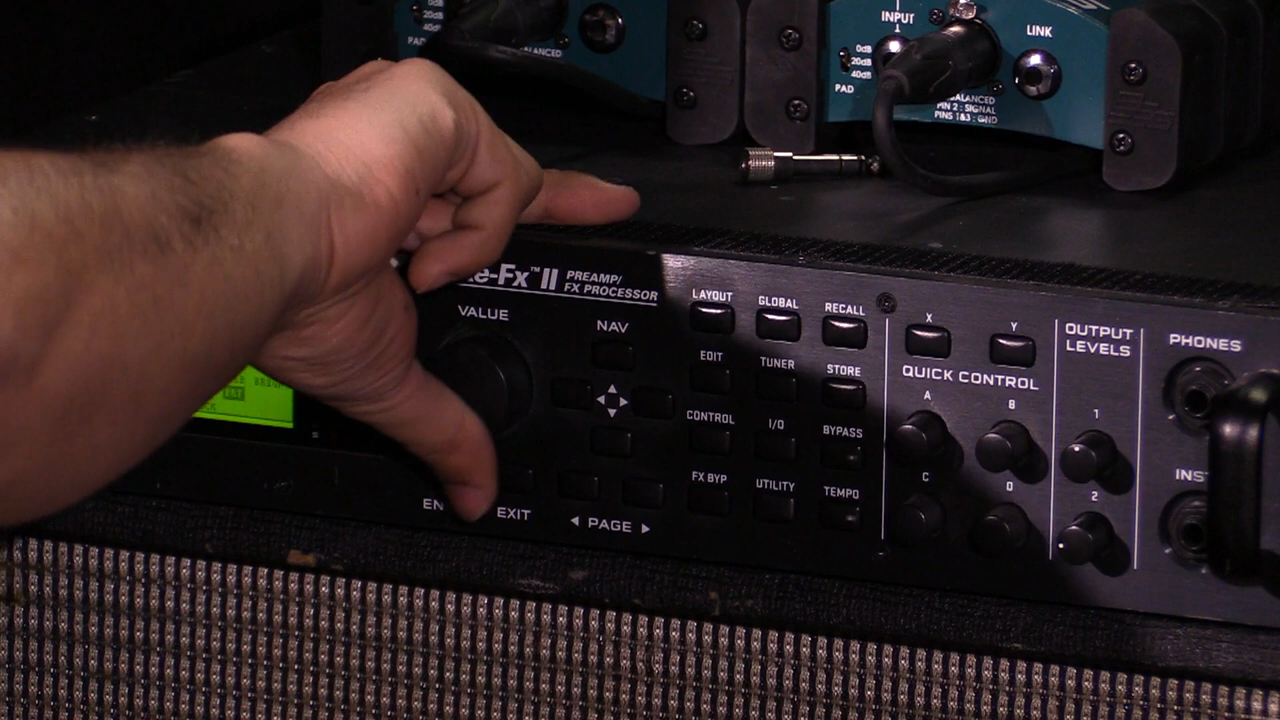 0dB
20dB
40dB
PAD
INPUT
LINK
0dB
20dB
40dB
PAD
BALANCED
PIN 2 : SIGNAL
PINS 1&3 : GND
e-Fx™ II PREAMP/
FX PROCESSOR
VALUE
NAV
EXIT
◀ PAGE ▶
LAYOUT GLOBAL RECALL
EDIT TUNER STORE
CONTROL I/O BYPASS
FX BYP UTILITY TEMPO
X Y
QUICK CONTROL
A B
C D
OUTPUT
LEVELS
1
2
PHONES